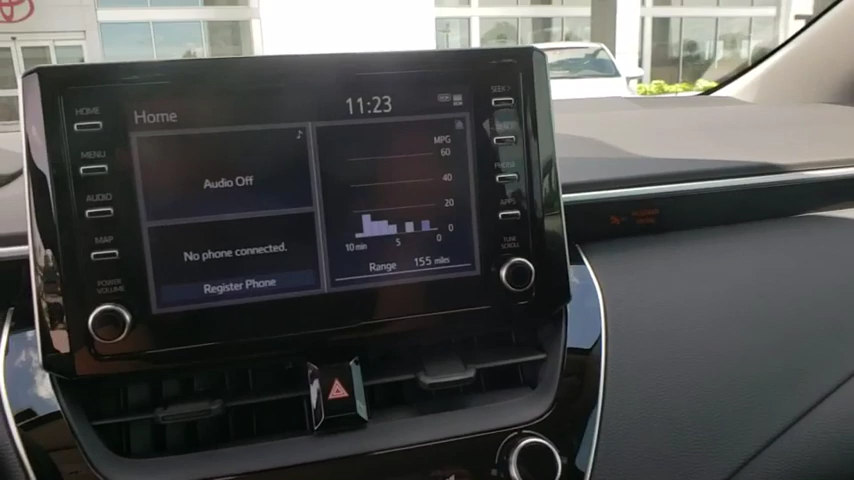 HOME
MENU
AUDIO
MAP
POWER
VOLUME
Home
11:23
Audio Off
No phone connected.
Register Phone
MPG
60
40
20
0
10 min
5
0
Range 155 miles
SEEK
PHONE
APPS
TUNE
SCROLL